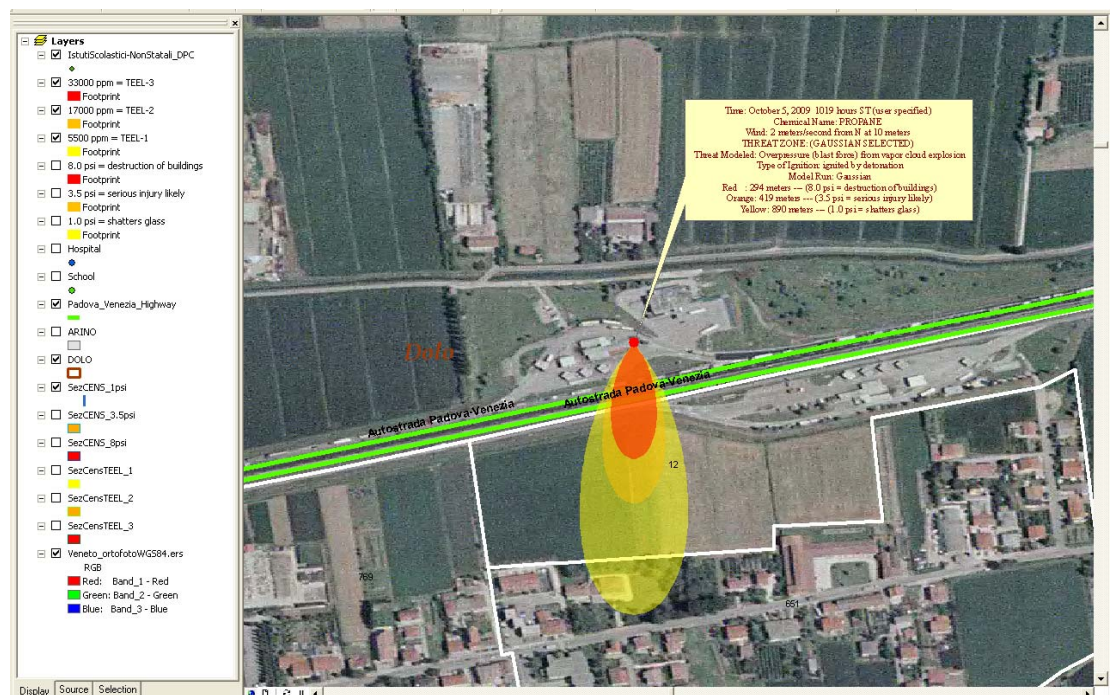 Layers
IstutiScolastici-NonStatali_DPC
33000 ppm = TEEL-3
Footprint
17000 ppm = TEEL-2
Footprint
5500 ppm = TEEL-1
Footprint
8.0 psi = destruction of buildings
Footprint
3.5 psi = serious injury likely
Footprint
1.0 psi = shatters glass
Footprint
Hospital
School
Padova_Venezia_Highway
ARINO
DOLO
SezCENS_1psi
SezCENS_3.5psi
SezCENS_8psi
SezCensTEEL_1
SezCensTEEL_2
SezCensTEEL_3
Veneto_ortofotoWGS84.ers
RGB
Red: Band_1 - Red
Green: Band_2 - Green
Blue: Band_3 - Blue
Display Source Selection
Time: October 5, 2009 1019 hours ST (user specified)
Chemical Name: PROPANE
Wind: 2 meters/second from N at 10 meters
THREAT ZONE: (GAUSSIAN SELECTED)
Threat Modeled: Overpressure (blast force) from vapor cloud explosion
Type of Ignition: ignited by detonation
Model Run: Gaussian
Red : 294 meters --- (8.0 psi = destruction of buildings)
Orange: 419 meters --- (3.5 psi = serious injury likely)
Yellow: 890 meters --- (1.0 psi = shatters glass)
Dolo
Autostrada Padova-Venezia
Autostrada Padova-Venezia
12
769
651